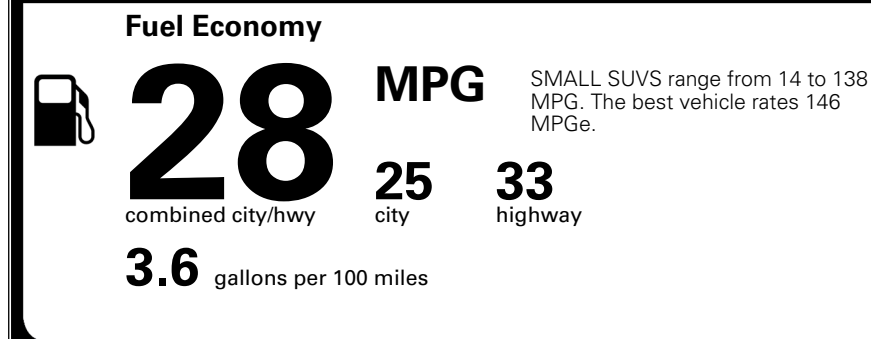 Fuel Economy
28
MPG
SMALL SUVS range from 14 to 138
MPG. The best vehicle rates 146
MPGe.
combined city/hwy
25
city
33
highway
3.6 gallons per 100 miles